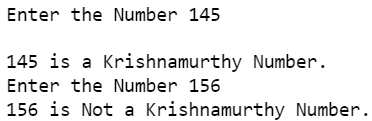 Enter the Number 145
145 is a Krishnamurthy Number.
Enter the Number 156
156 is Not a Krishnamurthy Number.